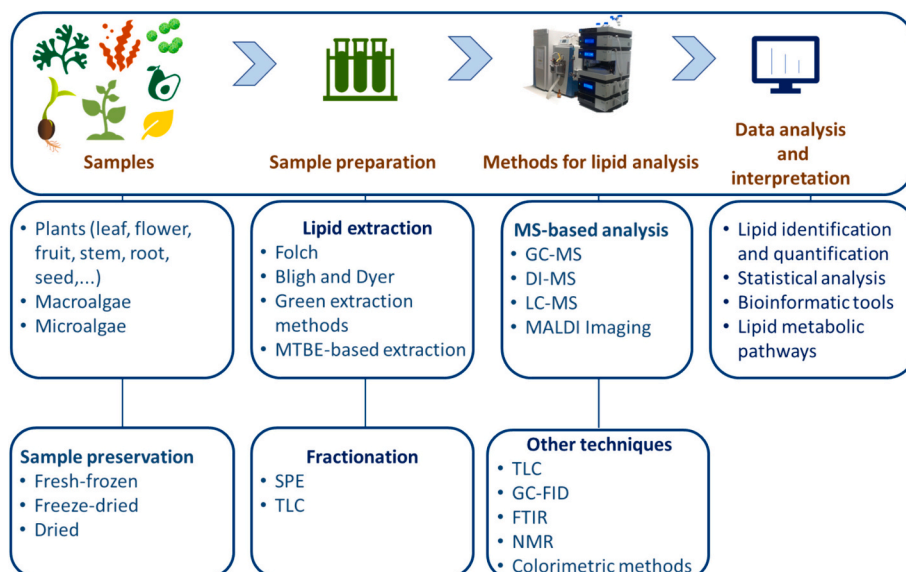 Samples
Sample preparation
Methods for lipid analysis
Data analysis
and
interpretation
• Plants (leaf, flower,
fruit, stem, root,
seed,...)
• Macroalgae
• Microalgae
Lipid extraction
• Folch
• Bligh and Dyer
• Green extraction
methods
• MTBE-based extraction
MS-based analysis
• GC-MS
• DI-MS
• LC-MS
• MALDI Imaging
• Lipid identification
and quantification
• Statistical analysis
• Bioinformatic tools
• Lipid metabolic
pathways
Sample preservation
• Fresh-frozen
• Freeze-dried
• Dried
Fractionation
• SPE
• TLC
Other techniques
• TLC
• GC-FID
• FTIR
• NMR
• Colorimetric methods